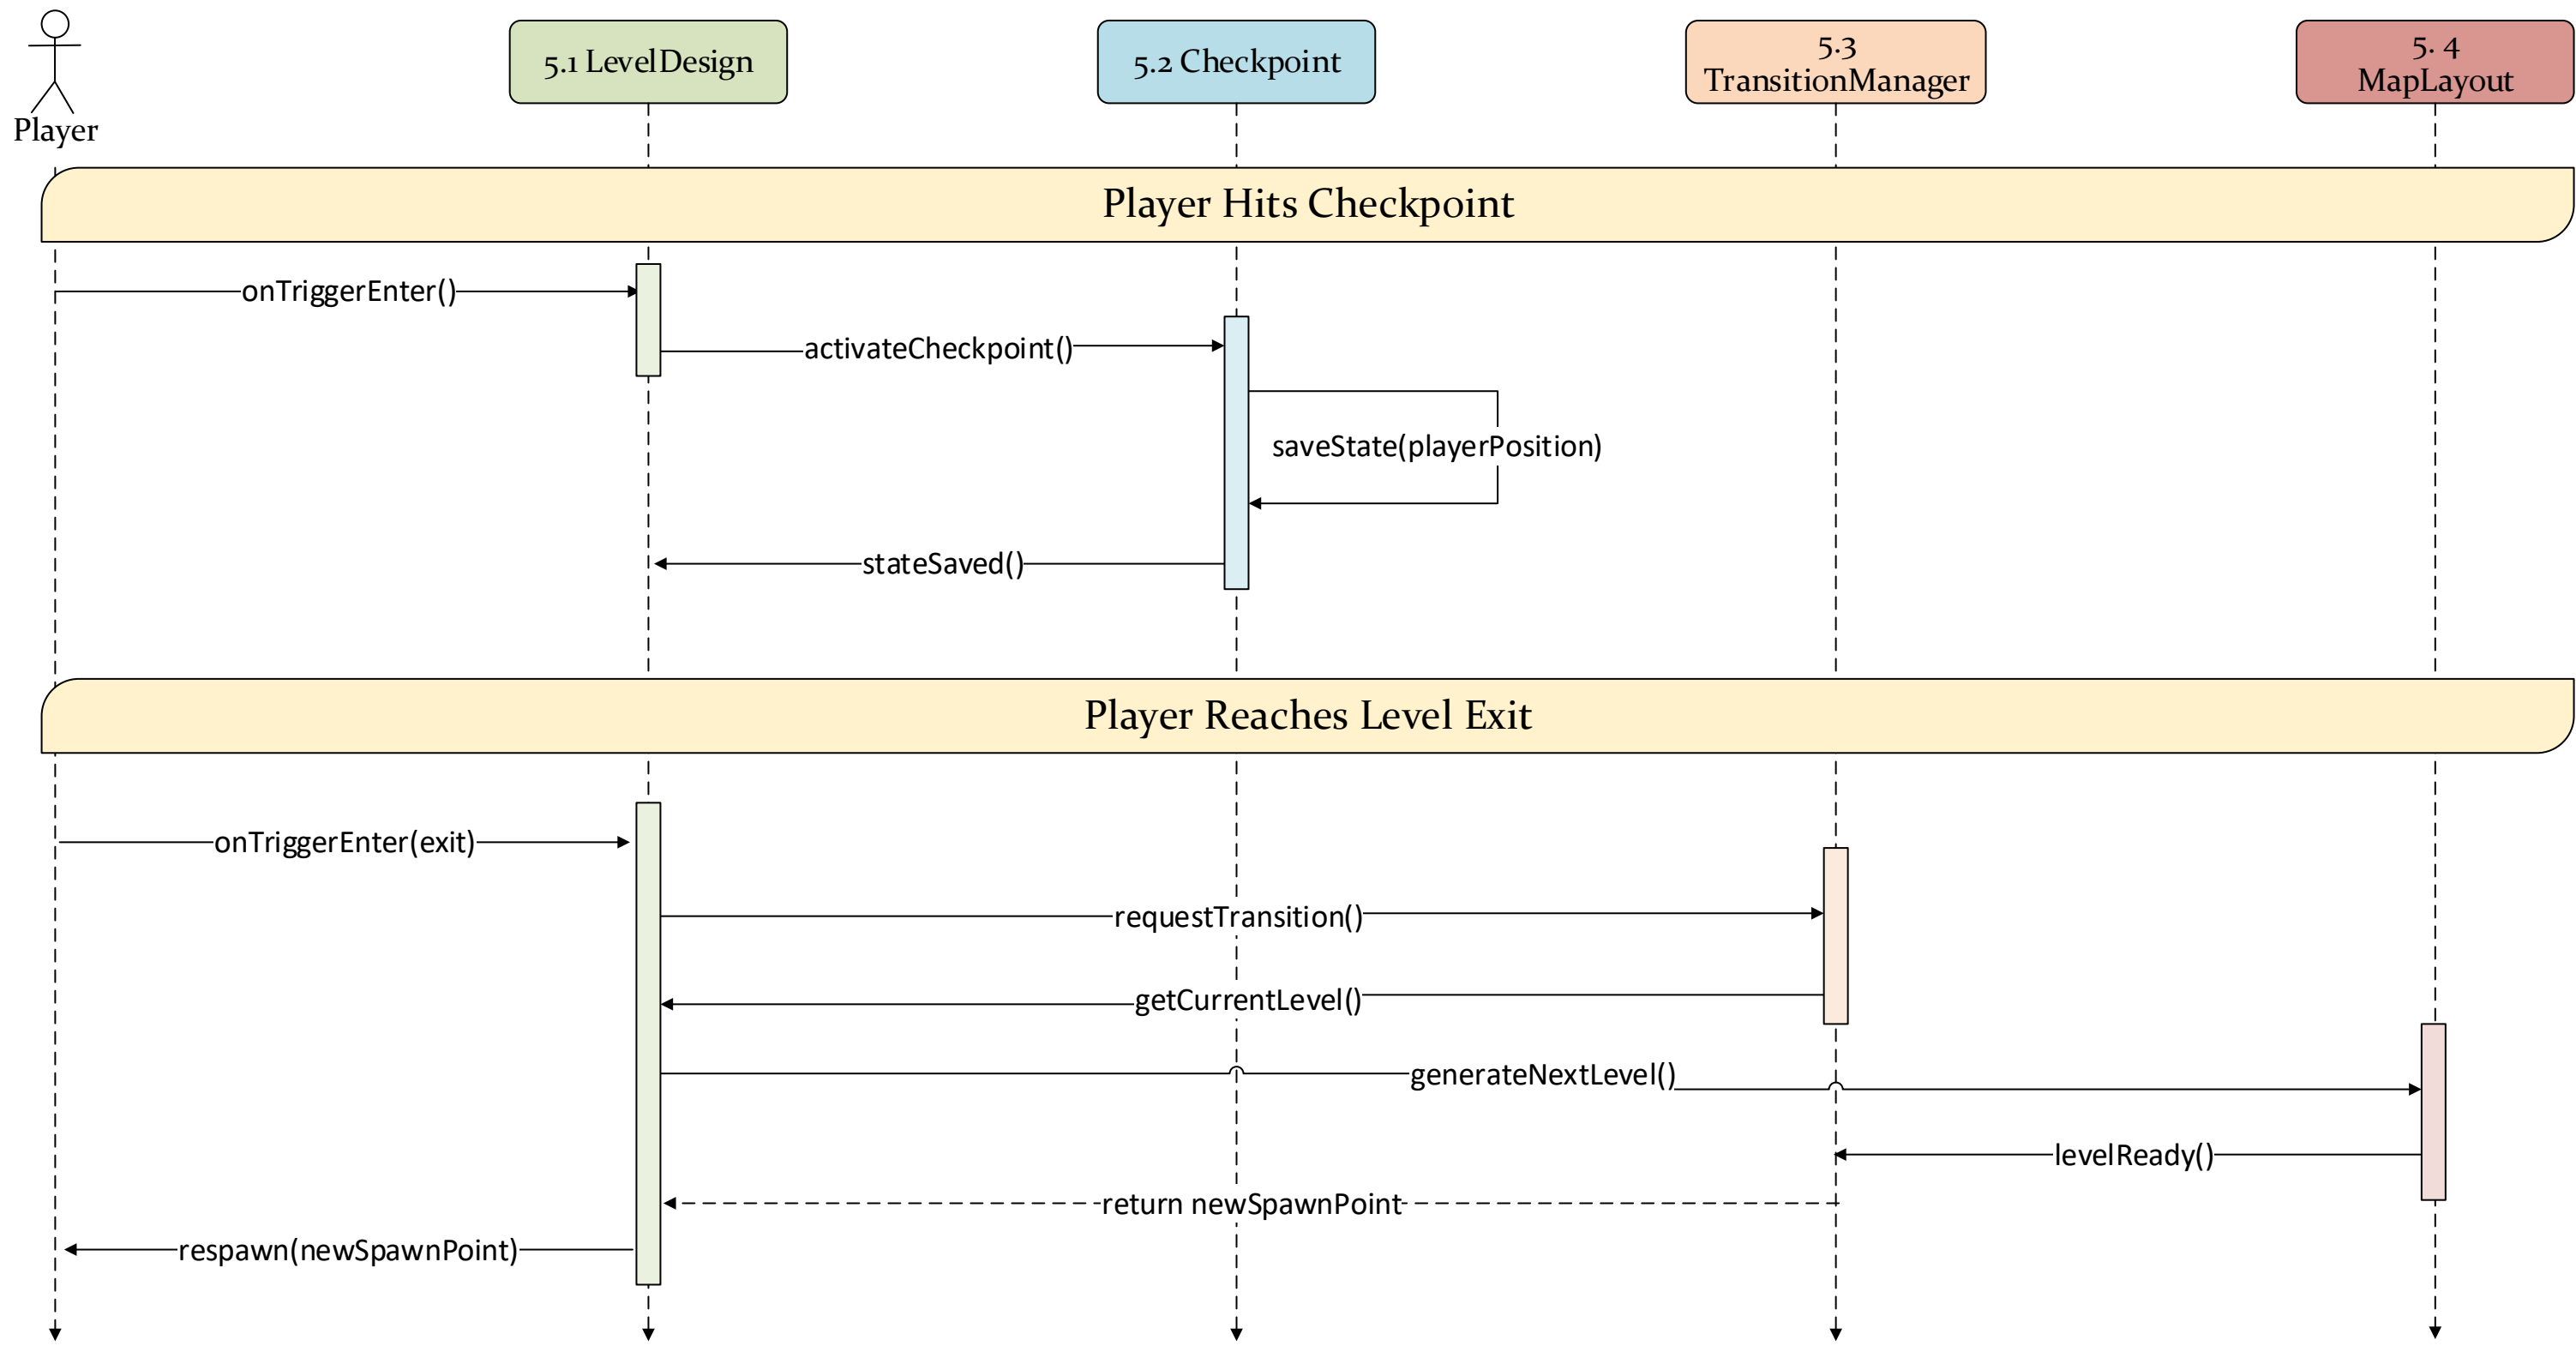 Player
5.1 LevelDesign
5.2 Checkpoint
5.3
TransitionManager
5. 4
MapLayout
Player Hits Checkpoint
onTriggerEnter()
activateCheckpoint()
saveState(playerPosition)
stateSaved()
Player Reaches Level Exit
onTriggerEnter(exit)
requestTransition()
getCurrentLevel()
generateNextLevel()
levelReady()
return newSpawnPoint
respawn(newSpawnPoint)